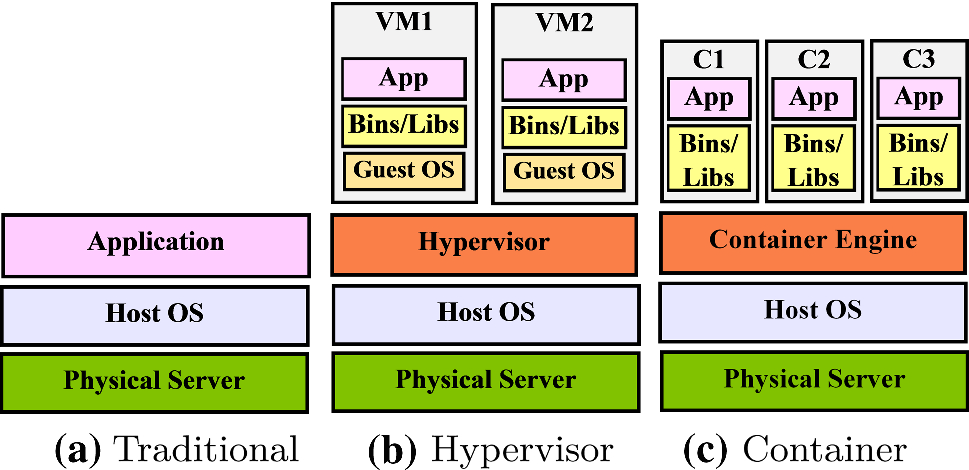 VM1
App
Bins/Libs
Guest OS
VM2
App
Bins/Libs
Guest OS
C1
App
Bins/
Libs
C2
App
Bins/
Libs
C3
App
Bins/
Libs
Application
Host OS
Physical Server
Hypervisor
Host OS
Physical Server
Container Engine
Host OS
Physical Server
(a) Traditional
(b) Hypervisor
(c) Container